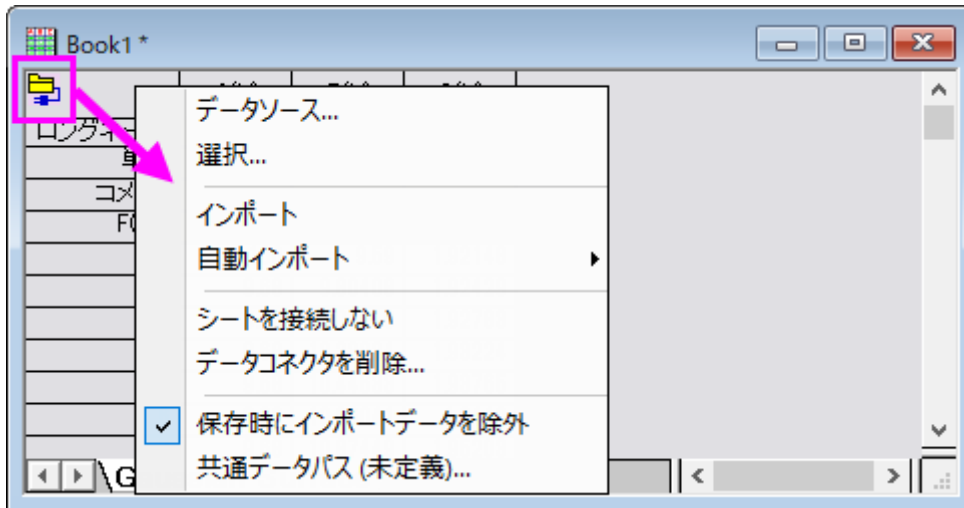 Book1 *
データソース...
選択...
インポート
自動インポート
シートを接続しない
データコネクタを削除...
保存時にインポートデータを除外
共通データパス (未定義)...